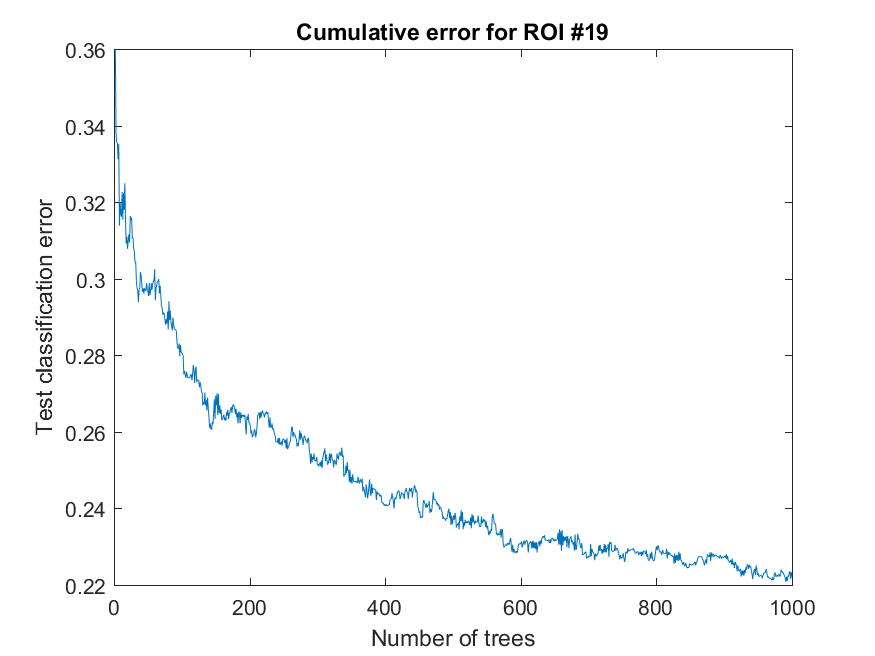 Cumulative error for ROI #19
0.36
0.34
0.32
0.3
0.28
0.26
0.24
0.22
Test classification error
0 200 400 600 800 1000
Number of trees